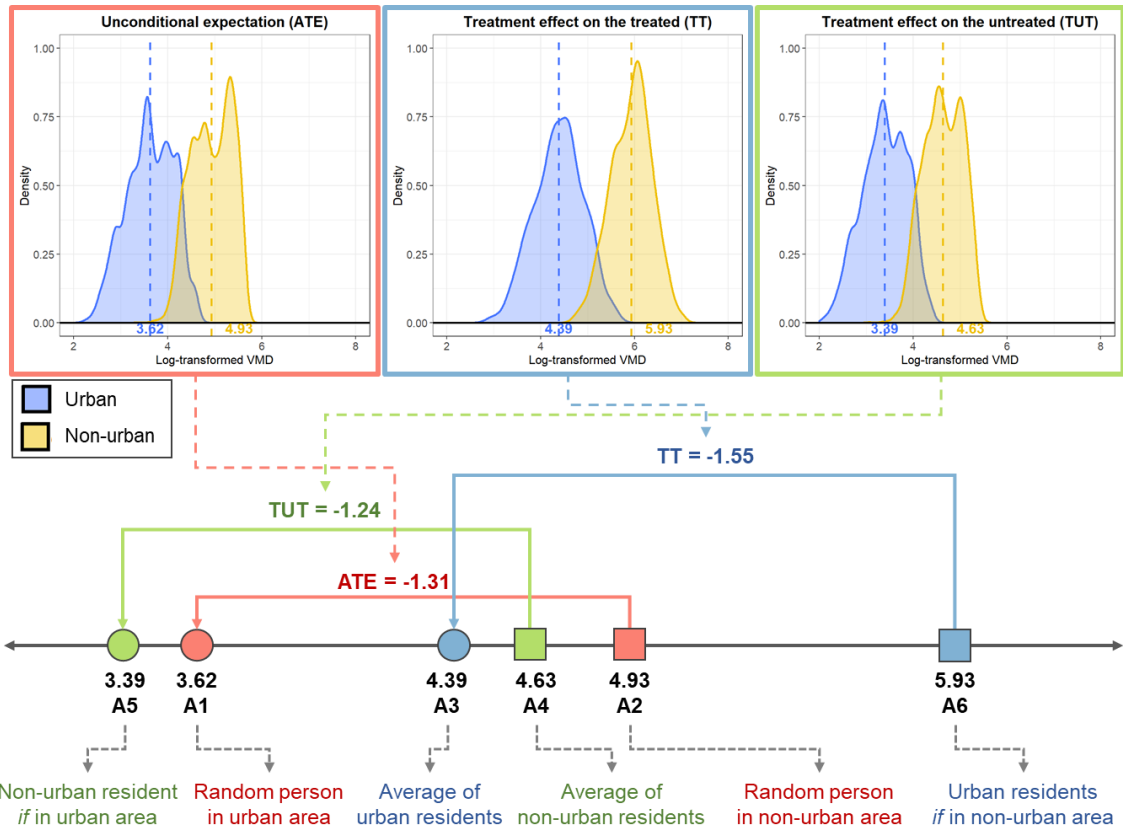 Unconditional expectation (ATE)
1.00
0.75
0.50
0.25
0.00
Density
3.62
4.93
2
4
6
8
Log-transformed VMD
Treatment effect on the treated (TT)
1.00
0.75
0.50
0.25
0.00
Density
4.39
5.93
2
4
6
8
Log-transformed VMD
Treatment effect on the untreated (TUT)
1.00
0.75
0.50
0.25
0.00
Density
3.39
4.63
2
4
6
8
Log-transformed VMD
Urban
Non-urban
TT = -1.55
TUT = -1.24
ATE = -1.31
3.39
A5
3.62
A1
4.39
A3
4.63
A4
4.93
A2
5.93
A6
Non-urban resident
if in urban area
Random person
in urban area
Average of
urban residents
Average of
non-urban residents
Random person
in non-urban area
Urban residents
if in non-urban area